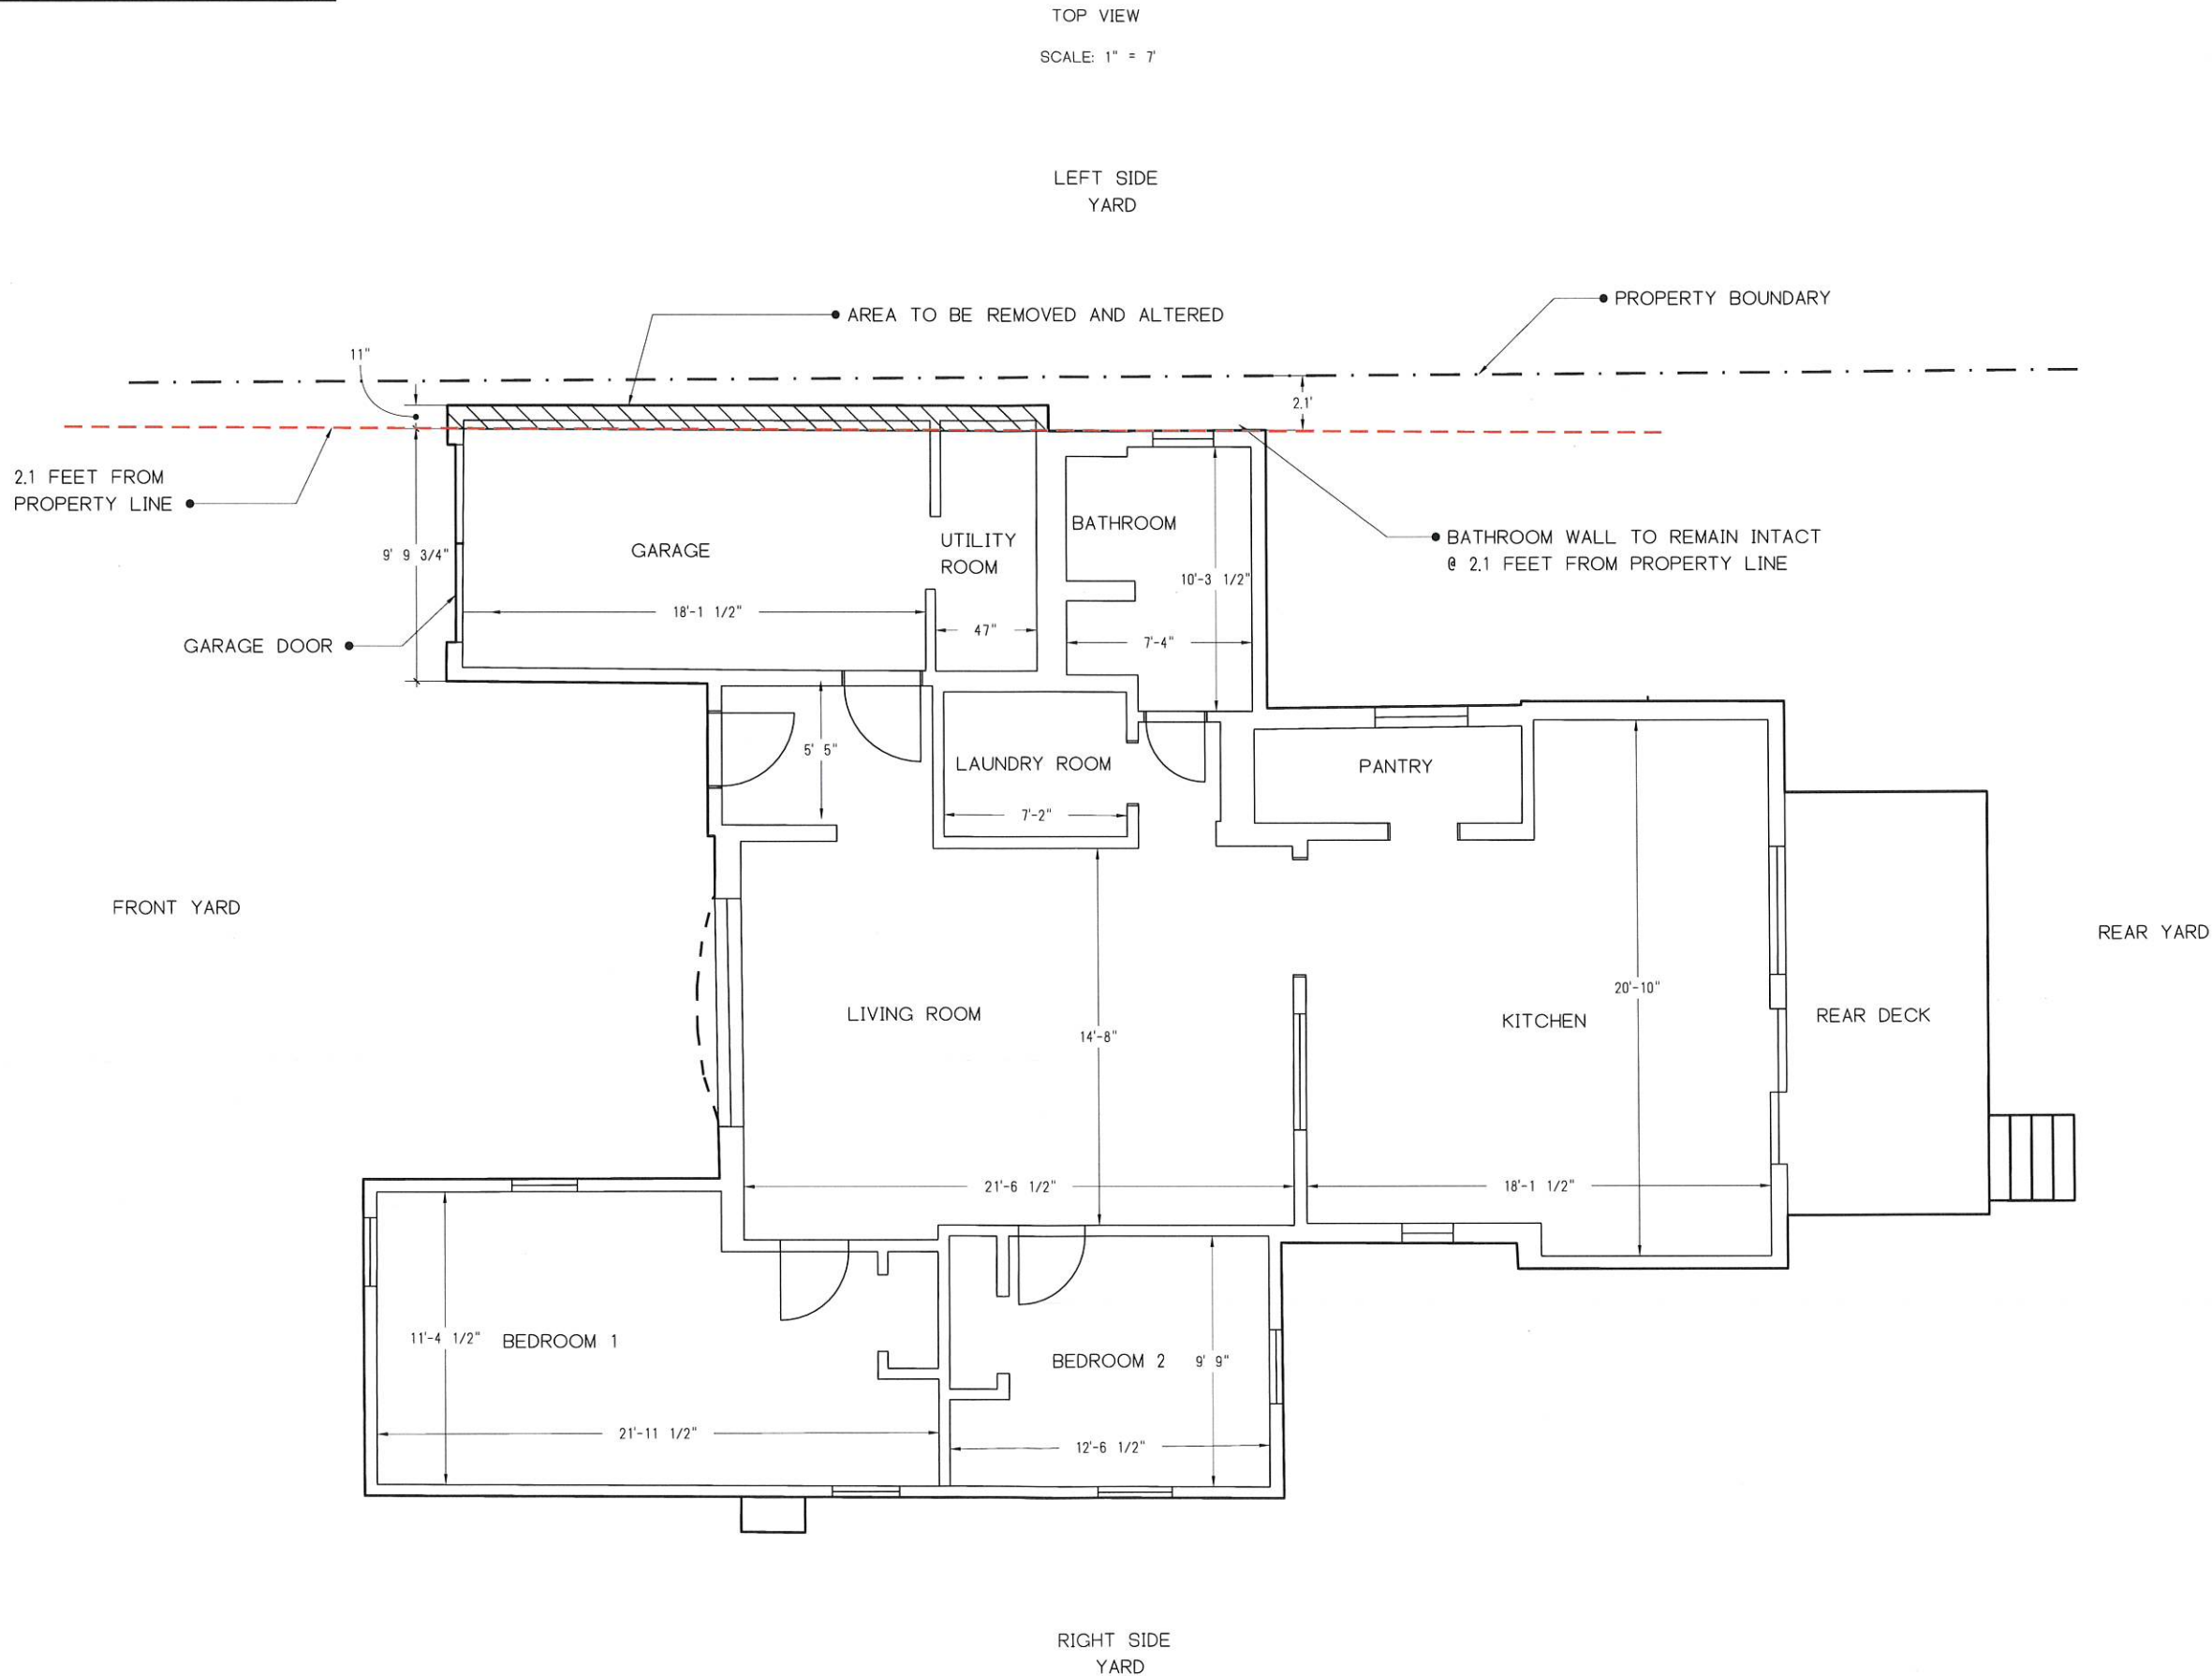 TOP VIEW
SCALE: 1" = 7'
LEFT SIDE
YARD
PROPERTY BOUNDARY
AREA TO BE REMOVED AND ALTERED
11"
2.1'
2.1 FEET FROM
PROPERTY LINE
9' 9 3/4"
GARAGE
UTILITY
ROOM
BATHROOM
BATHROOM WALL TO REMAIN INTACT
@ 2.1 FEET FROM PROPERTY LINE
10'-3 1/2"
18'-1 1/2"
47"
7'-4"
GARAGE DOOR
5' 5"
LAUNDRY ROOM
PANTRY
7'-2"
FRONT YARD
REAR YARD
LIVING ROOM
14'-8"
KITCHEN
20'-10"
REAR DECK
21'-6 1/2"
18'-1 1/2"
11'-4 1/2"
BEDROOM 1
BEDROOM 2
9' 9"
21'-11 1/2"
12'-6 1/2"
RIGHT SIDE
YARD